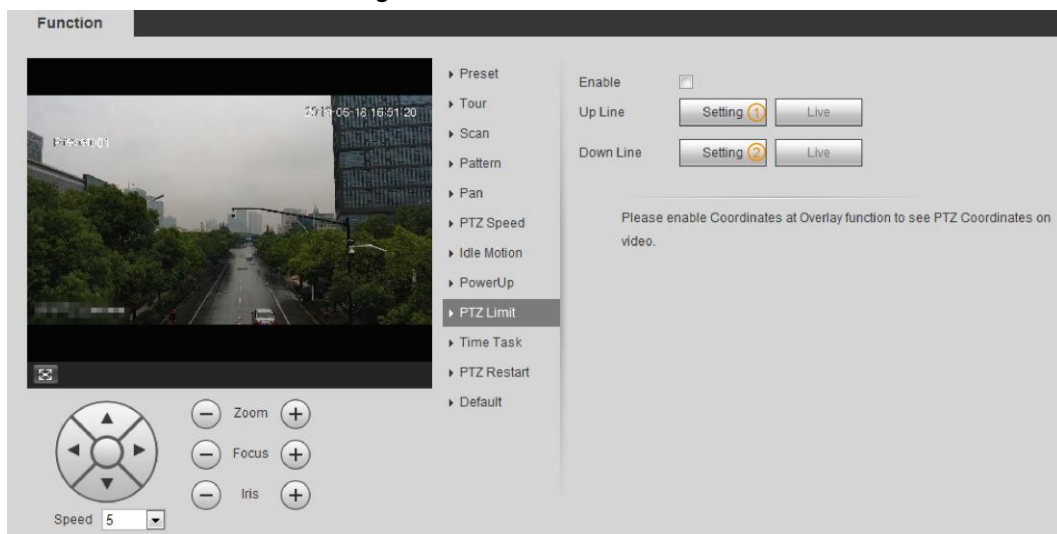 Function
2019-05-18 16:51:20
Preset01
Preset
Tour
Scan
Pattern
Pan
PTZ Speed
Idle Motion
PowerUp
PTZ Limit
Time Task
PTZ Restart
Default
Enable
Up Line Setting 1 Live
Down Line Setting 2 Live
Please enable Coordinates at Overlay function to see PTZ Coordinates on
video.
Zoom
Focus
Iris
Speed 5